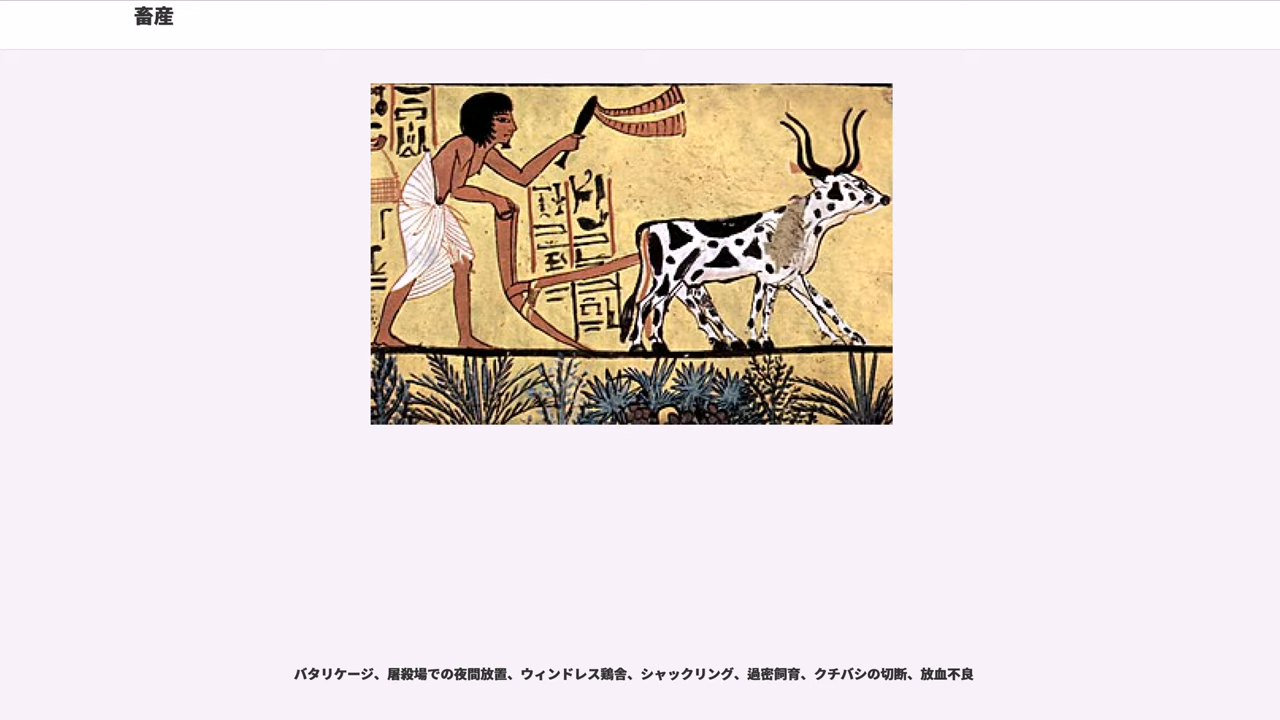 畜産
バタリケージ、屠殺場での夜間放置、ウィンドレス鶏舎、シャックリング、過密飼育、クチバシの切断、放血不良